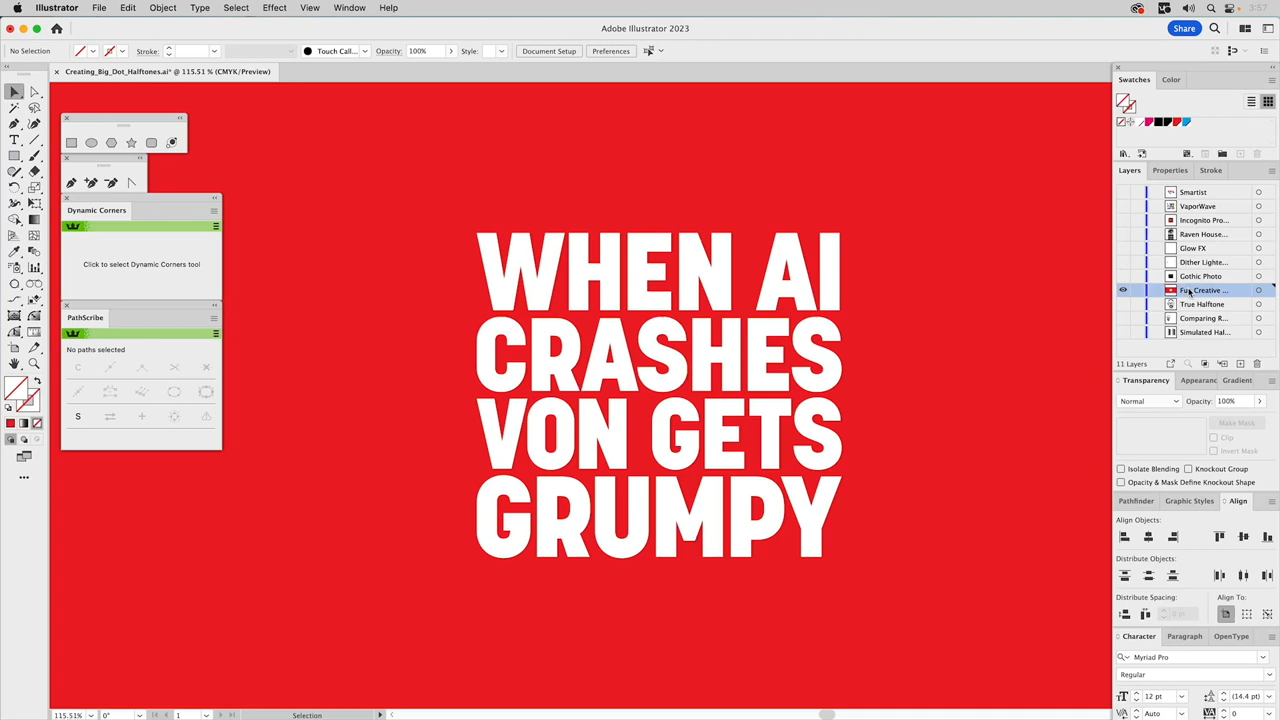 Illustrator File Edit Object Type Select Effect View Window Help 3:57
Adobe Illustrator 2023
Share
No Selection Stroke: Touch Call... Opacity: 100% Style: Document Setup Preferences
Creating_Big_Dot_Halftones.ai* @ 115.51 % (CMYK/Preview)
Dynamic Corners
Click to select Dynamic Corners tool
PathScribe
No paths selected
WHEN AI
CRASHES
VON GETS
GRUMPY
Swatches Color
Layers Properties Stroke
Smartist
VaporWave
Incognito Pro...
Raven House...
Glow FX
Dither Lighte...
Gothic Photo
Creative ...
True Halftone
Comparing R...
Simulated Hal...
11 Layers
Transparency Appearanc Gradient
Normal Opacity: 100%
Make Mask
Clip
Invert Mask
Isolate Blending Knockout Group
Opacity & Mask Define Knockout Shape
Pathfinder Graphic Styles Align
Align Objects:
Distribute Objects:
Distribute Spacing: Align To:
0 pt
Character Paragraph OpenType
Myriad Pro
Regular
12 pt (14.4 pt)
Auto 0
115.51% 0° 1 Selection